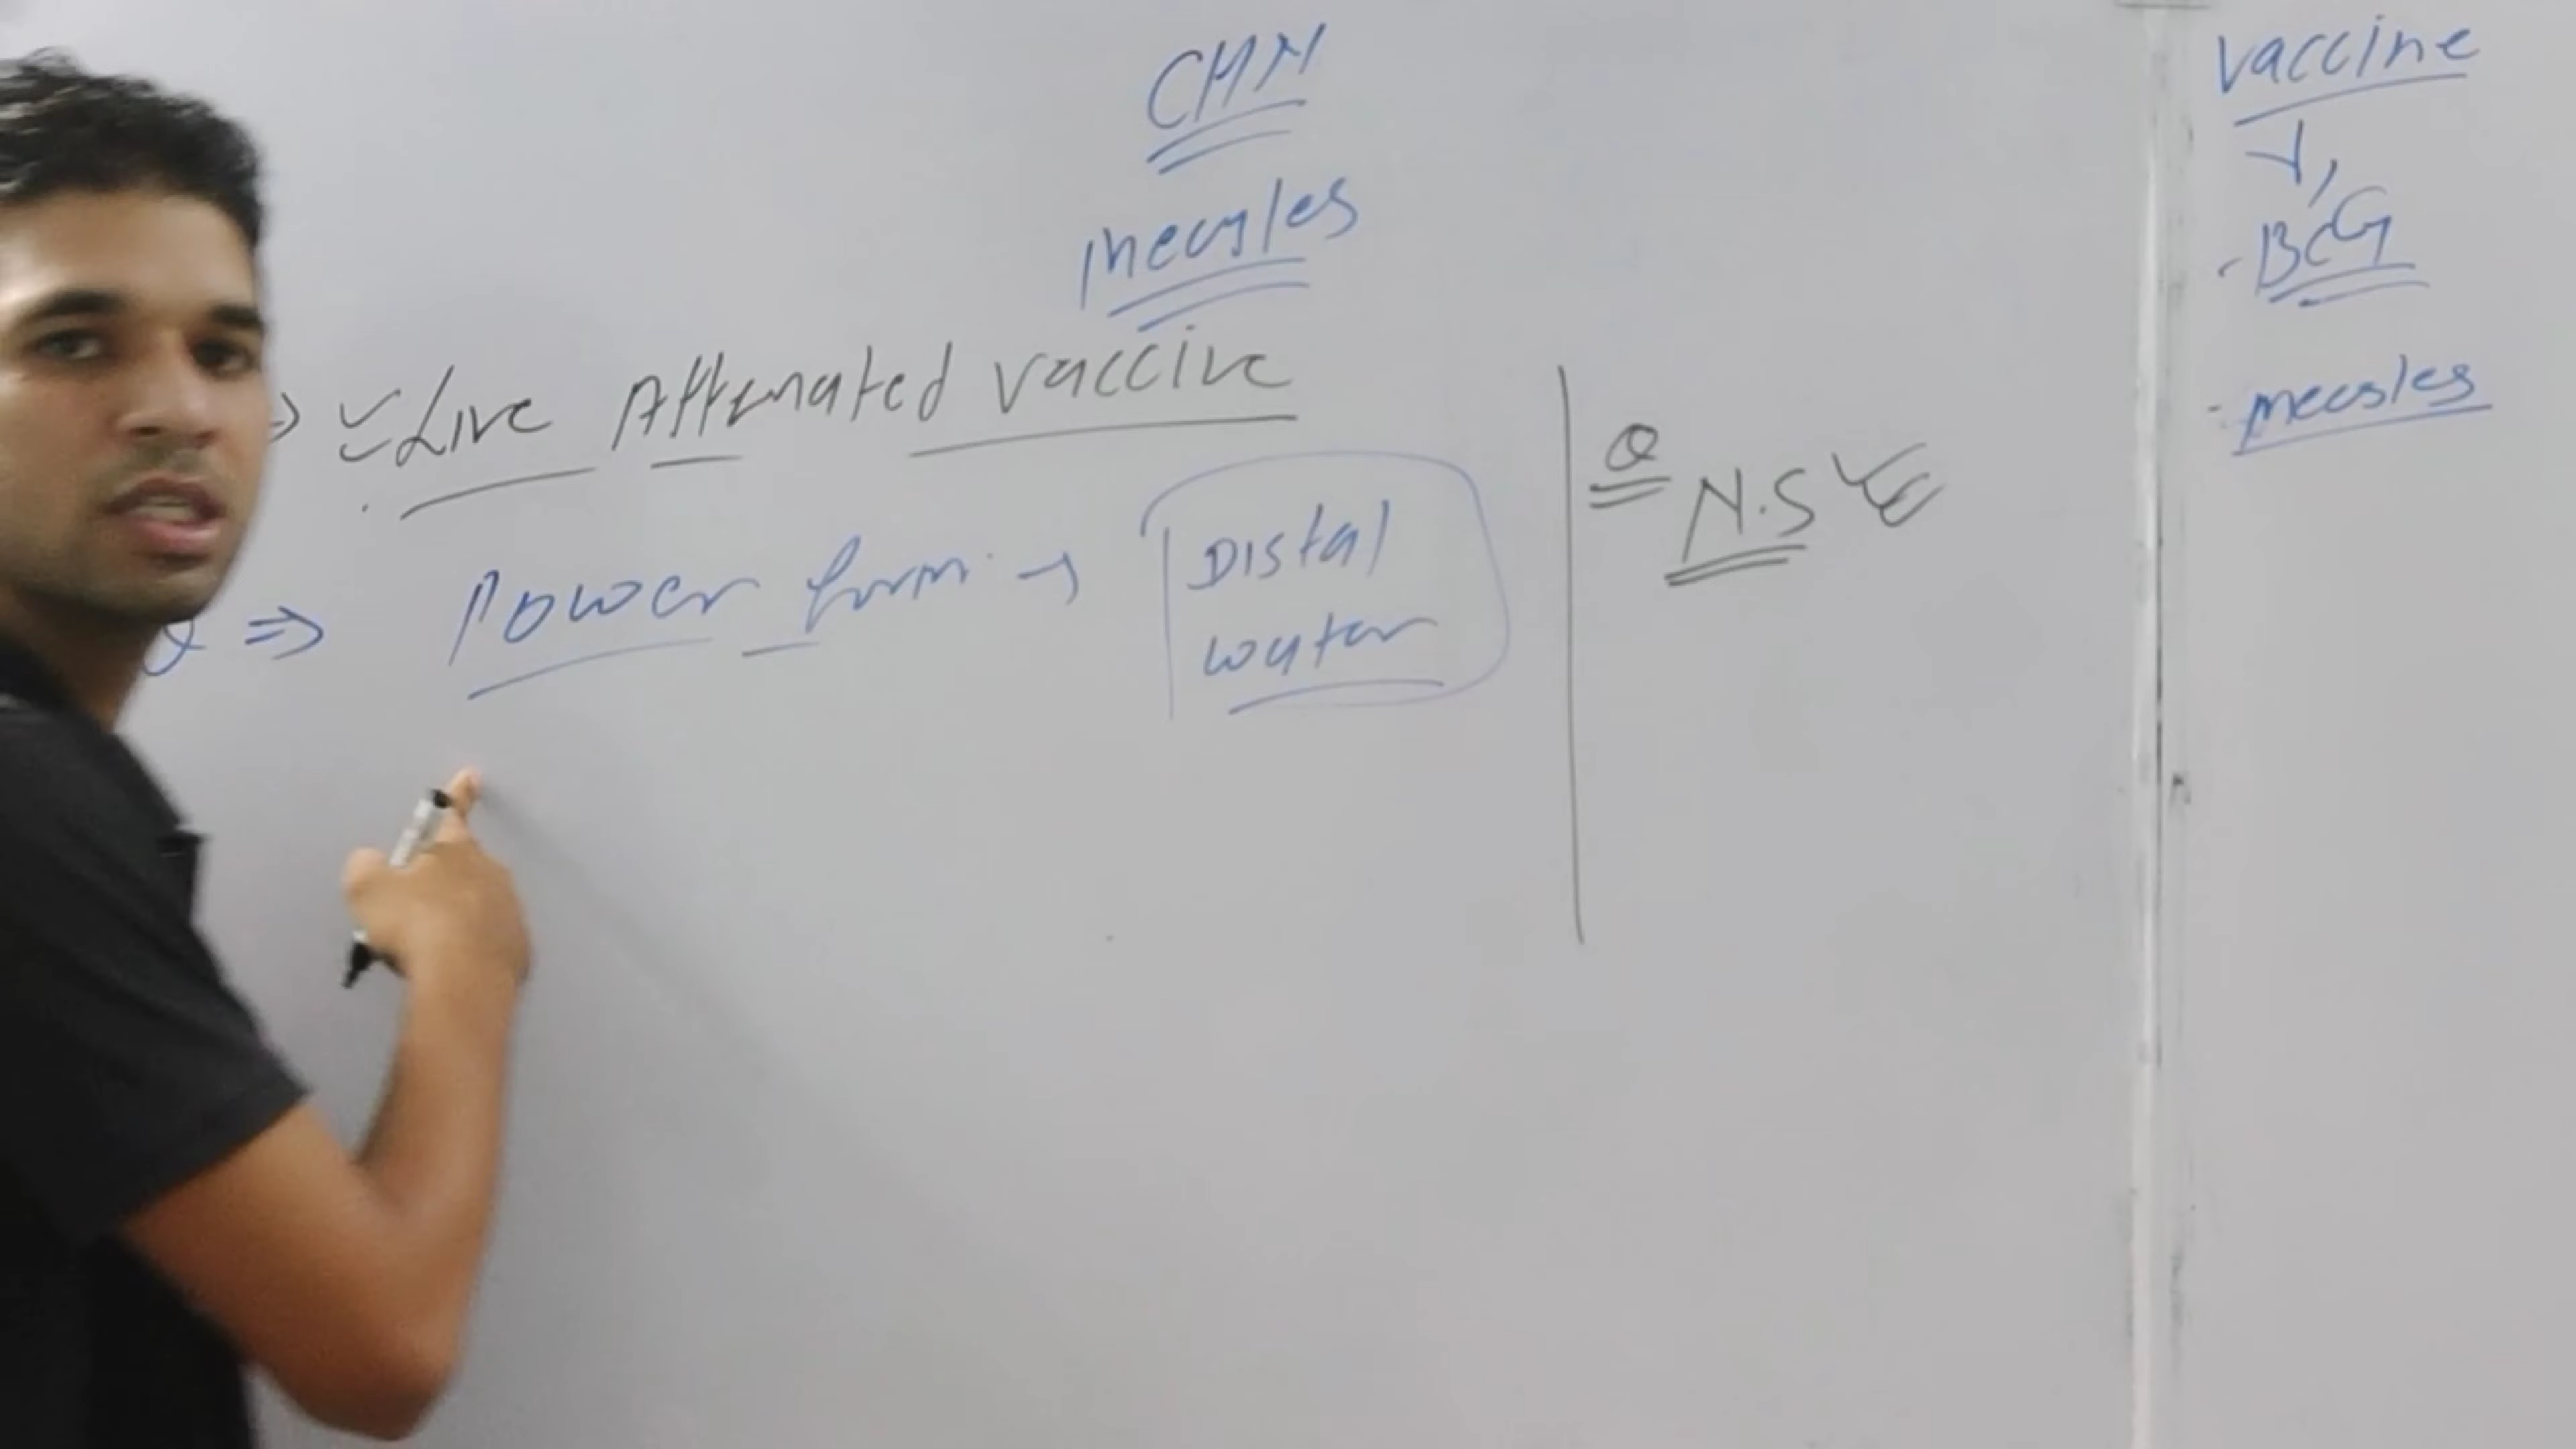 CHN
measles
=> Live Attenuated vaccine
=> Power form → Distal
water
Q
N.S
vaccine
↓
- BCG
- measles